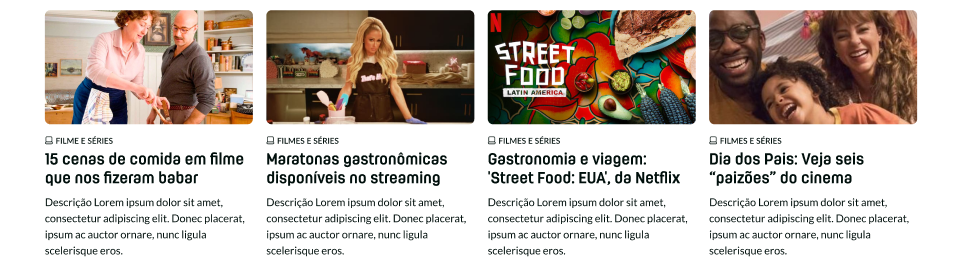 N
STREET
FOOD
LATIN AMERICA
FILME E SÉRIES
15 cenas de comida em filme
que nos fizeram babar
Descrição Lorem ipsum dolor sit amet,
consectetur adipiscing elit. Donec placerat,
ipsum ac auctor ornare, nunc ligula
scelerisque eros.
FILMES E SÉRIES
Maratonas gastronômicas
disponíveis no streaming
Descrição Lorem ipsum dolor sit amet,
consectetur adipiscing elit. Donec placerat,
ipsum ac auctor ornare, nunc ligula
scelerisque eros.
FILMES E SÉRIES
Gastronomia e viagem:
'Street Food: EUA', da Netflix
Descrição Lorem ipsum dolor sit amet,
consectetur adipiscing elit. Donec placerat,
ipsum ac auctor ornare, nunc ligula
scelerisque eros.
FILMES E SÉRIES
Dia dos Pais: Veja seis
“paizões” do cinema
Descrição Lorem ipsum dolor sit amet,
consectetur adipiscing elit. Donec placerat,
ipsum ac auctor ornare, nunc ligula
scelerisque eros.